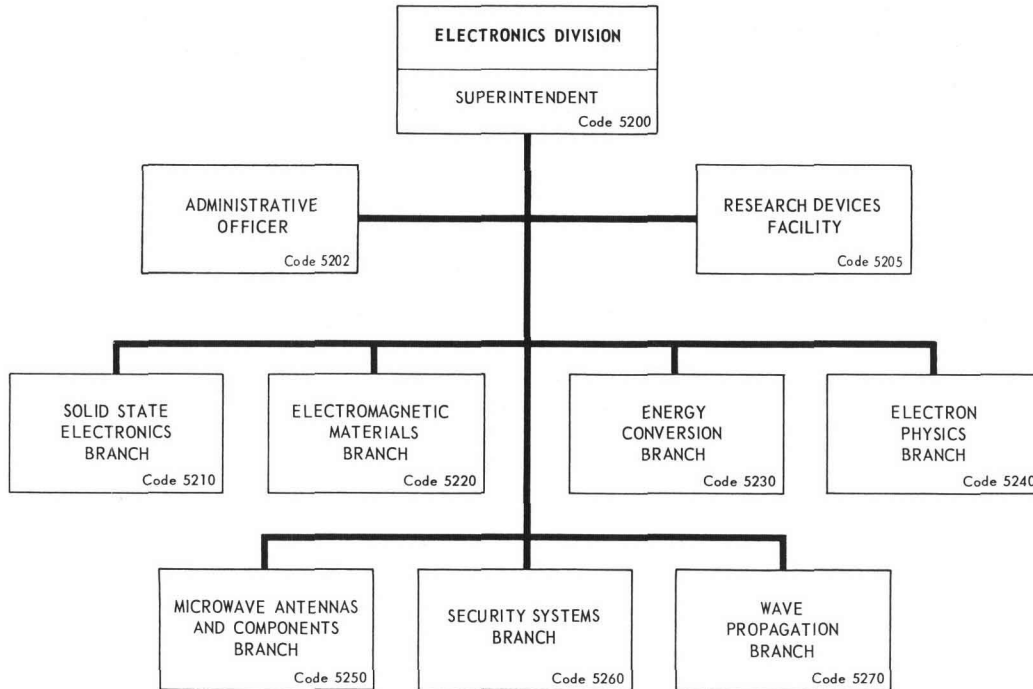 ELECTRONICS DIVISION
SUPERINTENDENT
Code 5200
ADMINISTRATIVE
OFFICER
Code 5202
RESEARCH DEVICES
FACILITY
Code 5205
SOLID STATE
ELECTRONICS
BRANCH
Code 5210
ELECTROMAGNETIC
MATERIALS
BRANCH
Code 5220
ENERGY
CONVERSION
BRANCH
Code 5230
ELECTRON
PHYSICS
BRANCH
Code 5240
MICROWAVE ANTENNAS
AND COMPONENTS
BRANCH
Code 5250
SECURITY SYSTEMS
BRANCH
Code 5260
WAVE
PROPAGATION
BRANCH
Code 5270